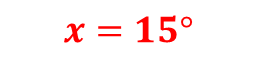 x = 15°